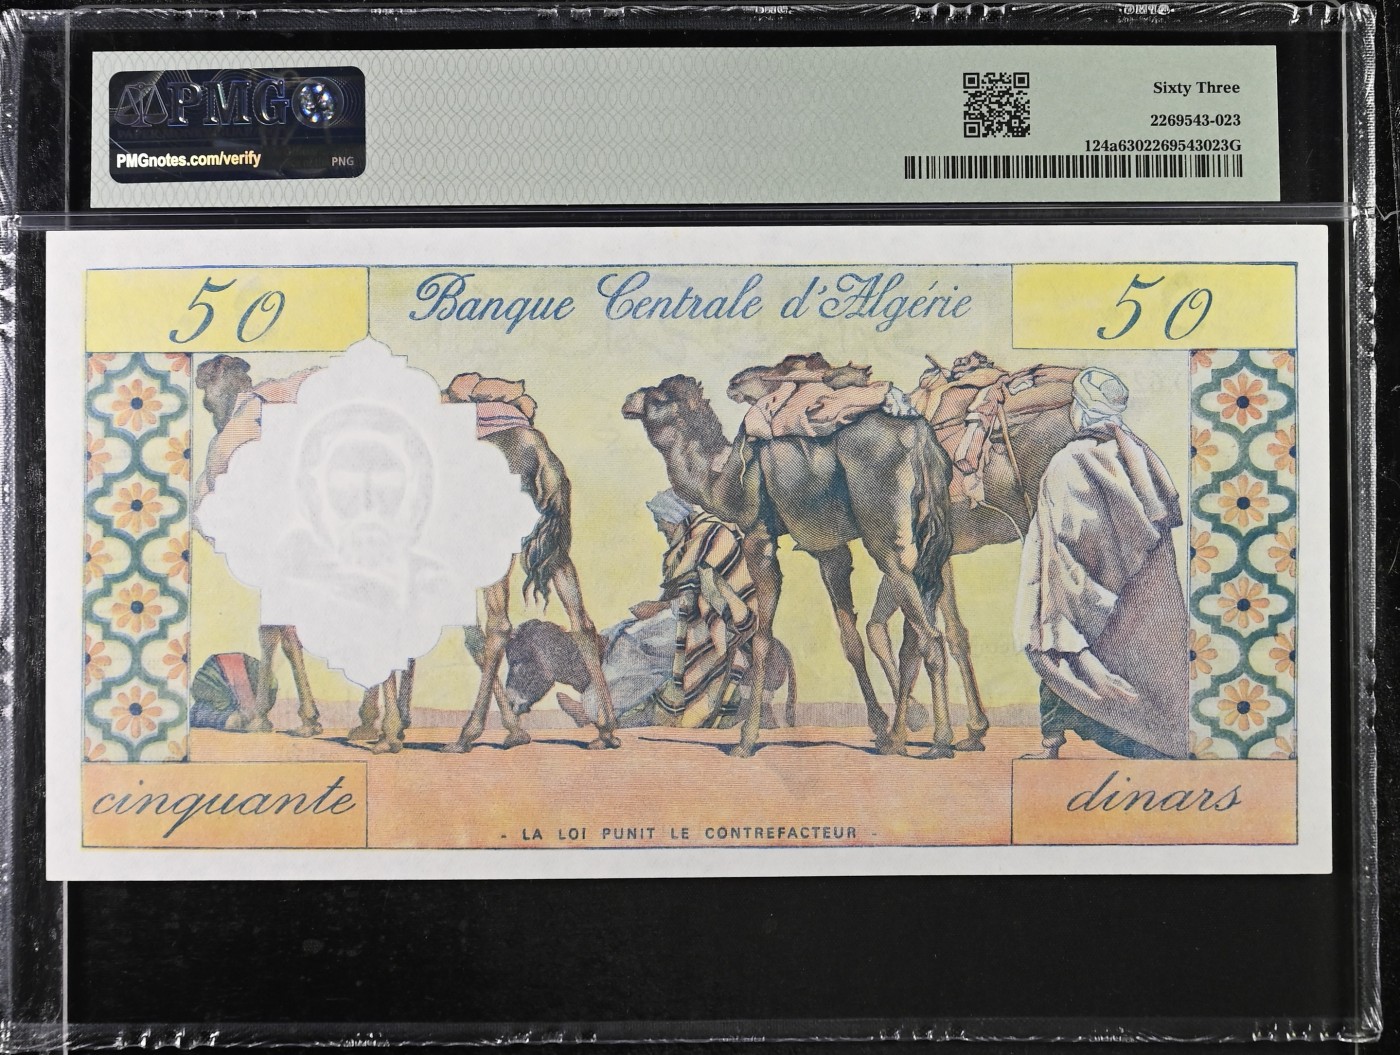 PMG
PMGnotes.com/verify
PNG
Sixty Three
2269543-023
124a6302269543023G
50
Banque Centrale d'Algérie
50
cinquante
dinars
- LA LOI PUNIT LE CONTREFACTEUR -